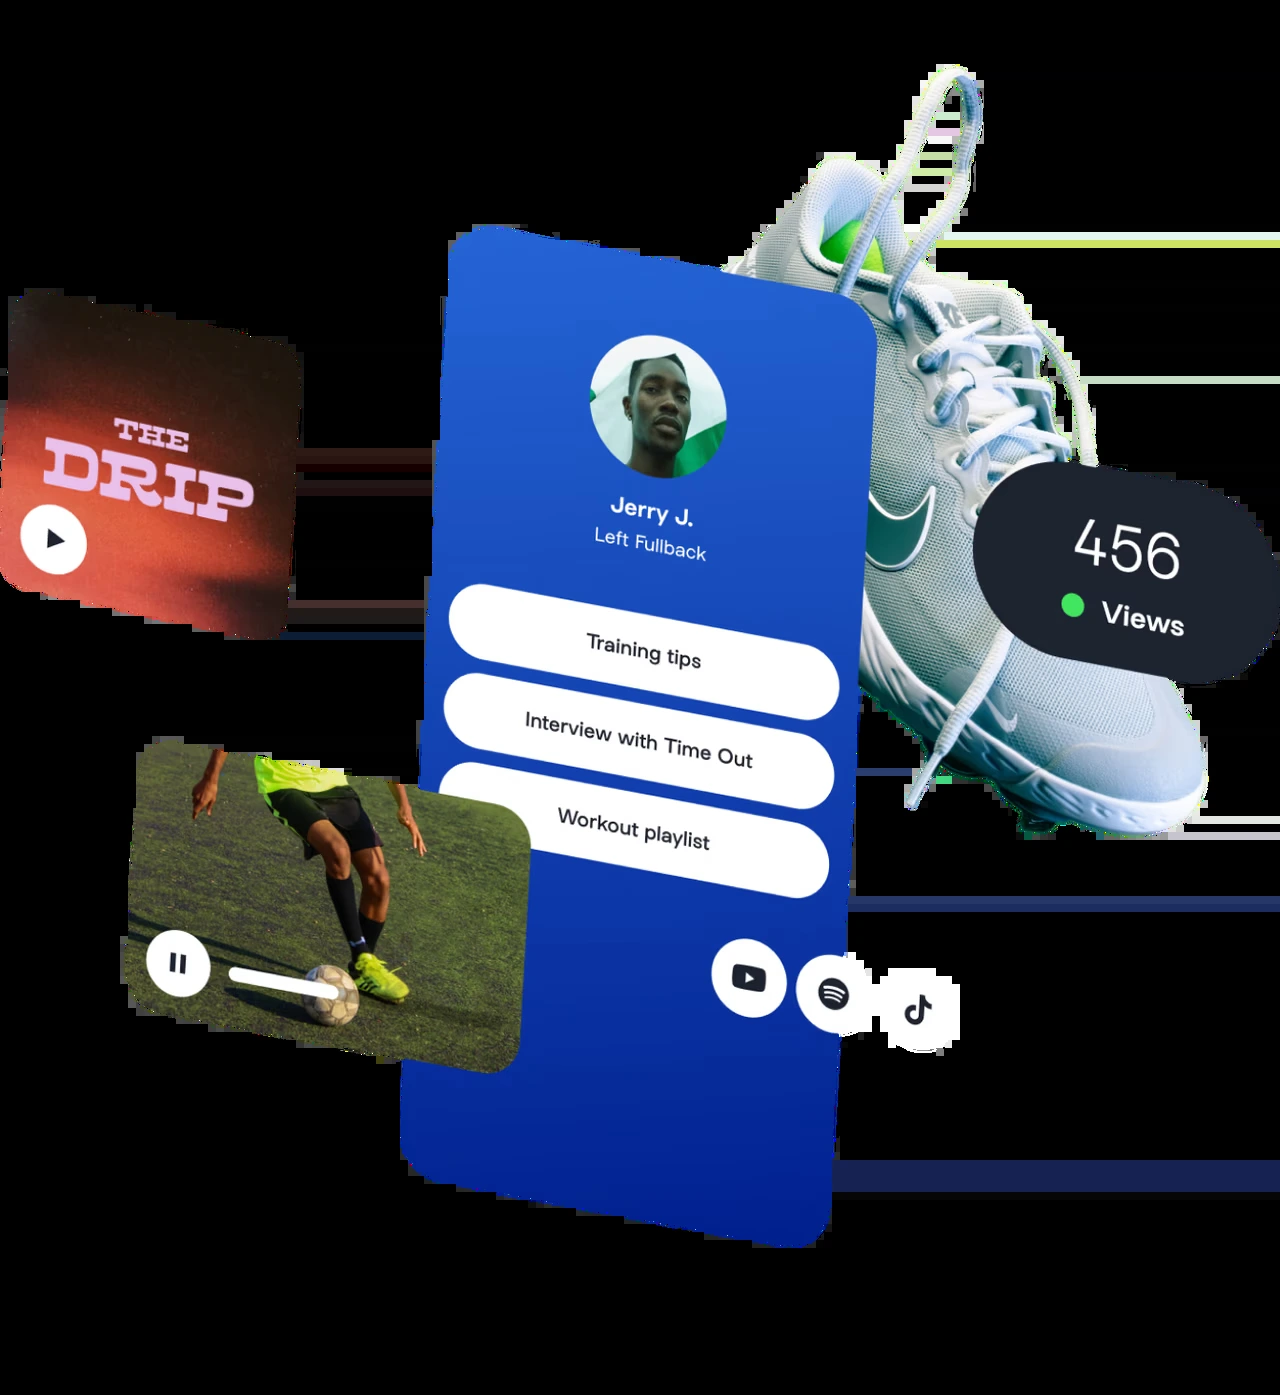 THE
DRIP
Jerry J.
Left Fullback
Training tips
Interview with Time Out
Workout playlist
456
Views